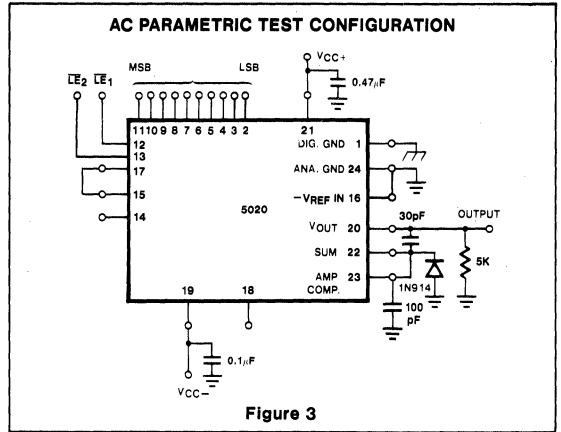 AC PARAMETRIC TEST CONFIGURATION
MSB LSB
VCC+
LE2 LE1
0.47µF
11 10 9 8 7 6 5 4 3 2
21
12
13
17
15
14
DIG. GND 1
ANA. GND 24
−VREF IN 16
5020
30pF
OUTPUT
VOUT 20
SUM 22
5K
AMP 23
COMP.
1N914
100
pF
19 18
0.1µF
VCC−
Figure 3